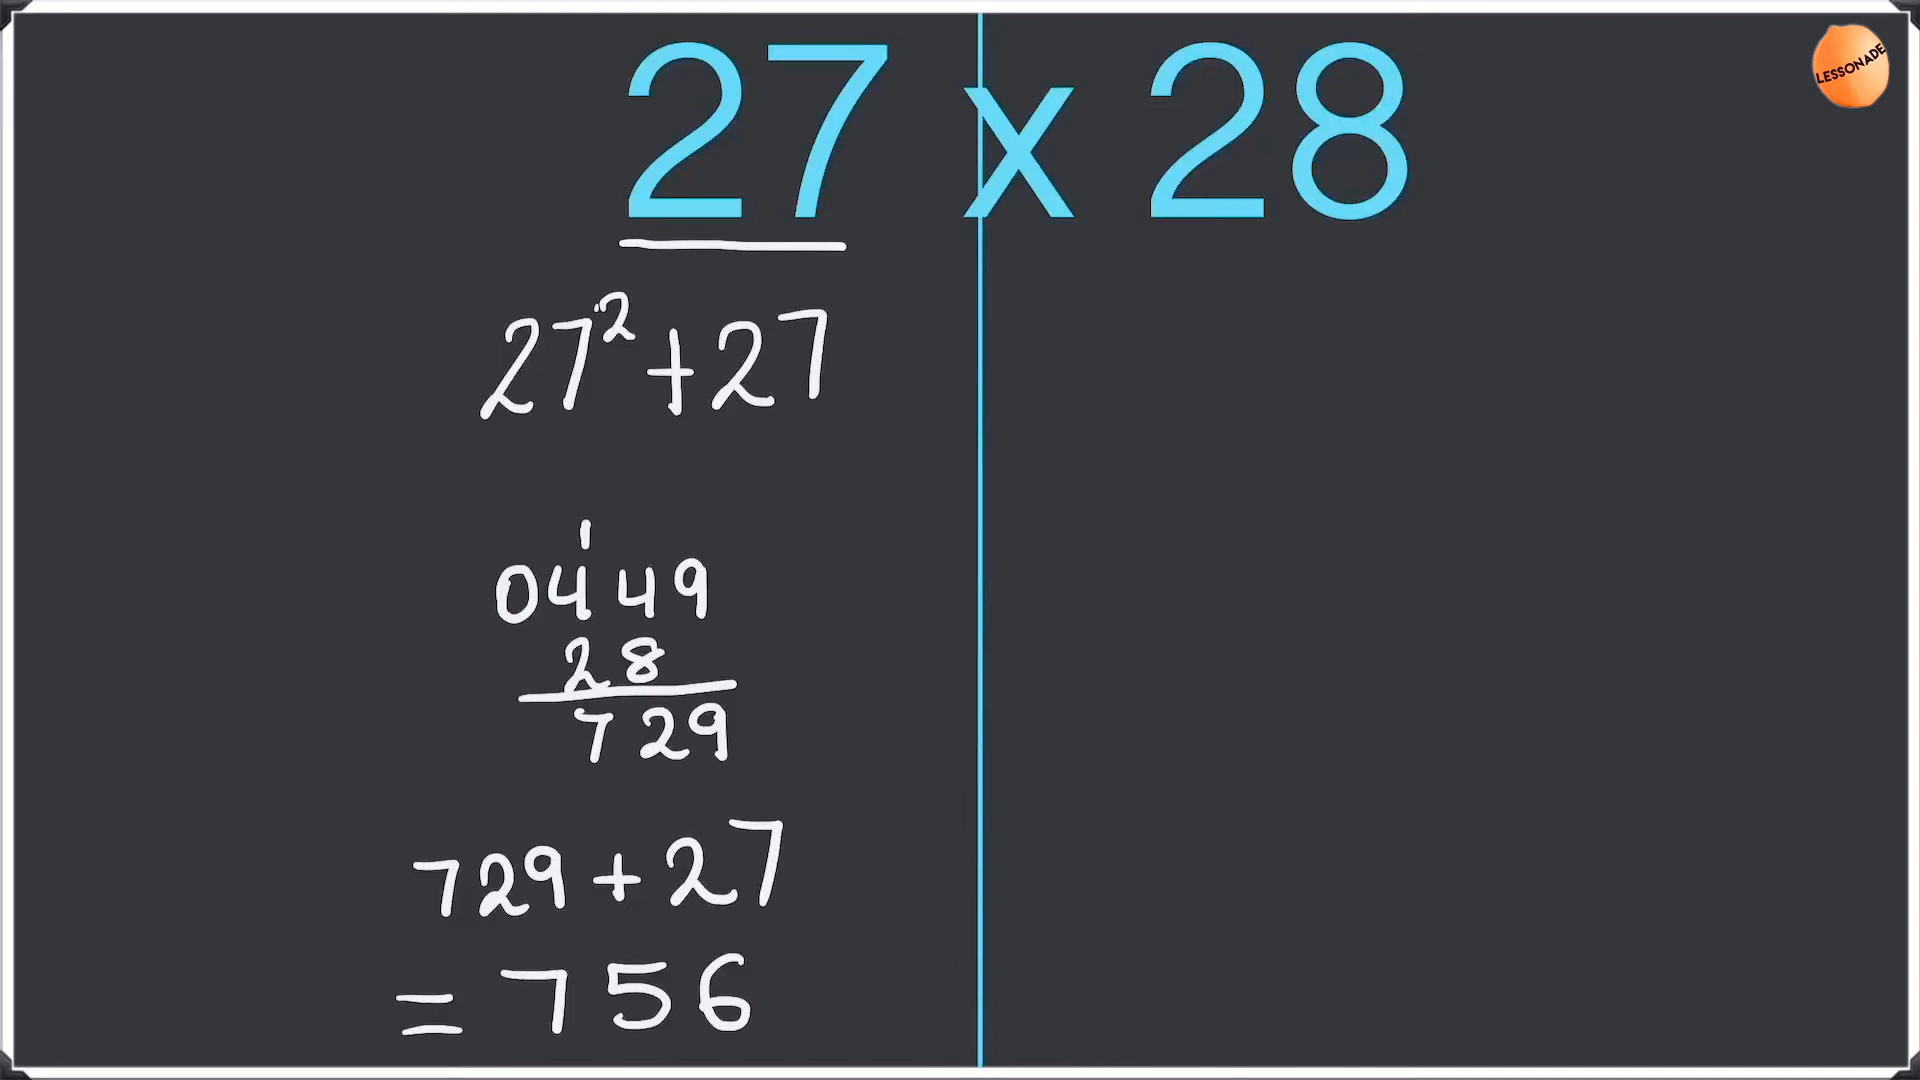 27 x 28
LESSONADE
27² + 27
1
0449
28
729
729 + 27
= 756